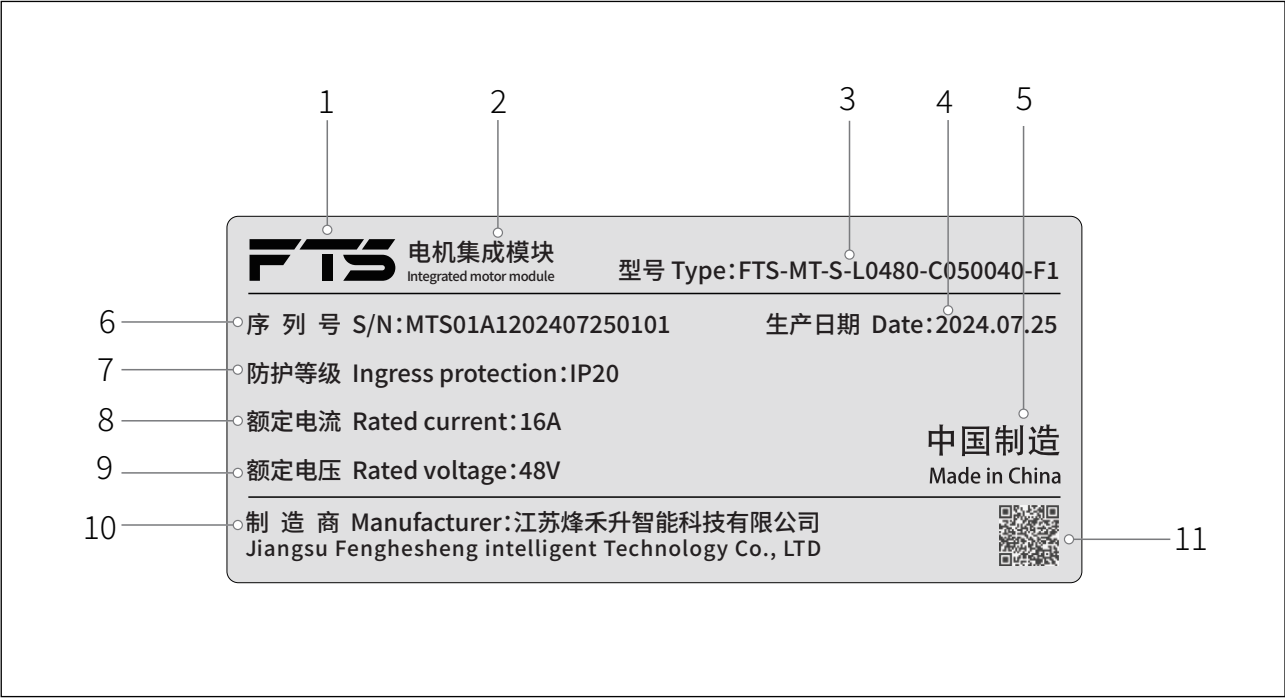 1 2 3 4 5
FTS 电机集成模块
Integrated motor module
型号 Type:FTS-MT-S-L0480-C050040-F1
6 序 列 号 S/N:MTS01A1202407250101
生产日期 Date:2024.07.25
7 防护等级 Ingress protection:IP20
8 额定电流 Rated current:16A
9 额定电压 Rated voltage:48V
中国制造
Made in China
10 制 造 商 Manufacturer:江苏烽禾升智能科技有限公司
Jiangsu Fenghesheng intelligent Technology Co., LTD
11